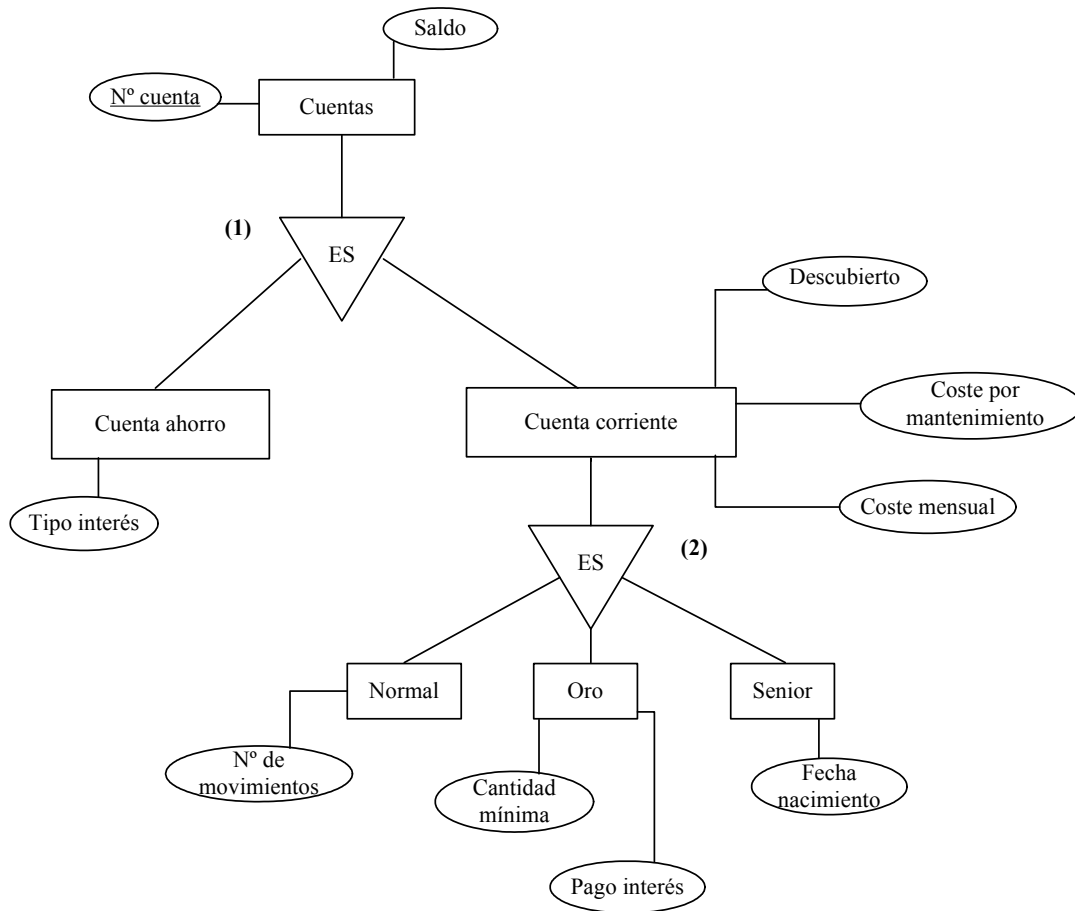 Saldo
Nº cuenta
Cuentas
(1)
ES
Descubierto
Coste por
mantenimiento
Cuenta ahorro
Cuenta corriente
Tipo interés
Coste mensual
ES
(2)
Normal
Oro
Senior
Nº de
movimientos
Cantidad
mínima
Fecha
nacimiento
Pago interés